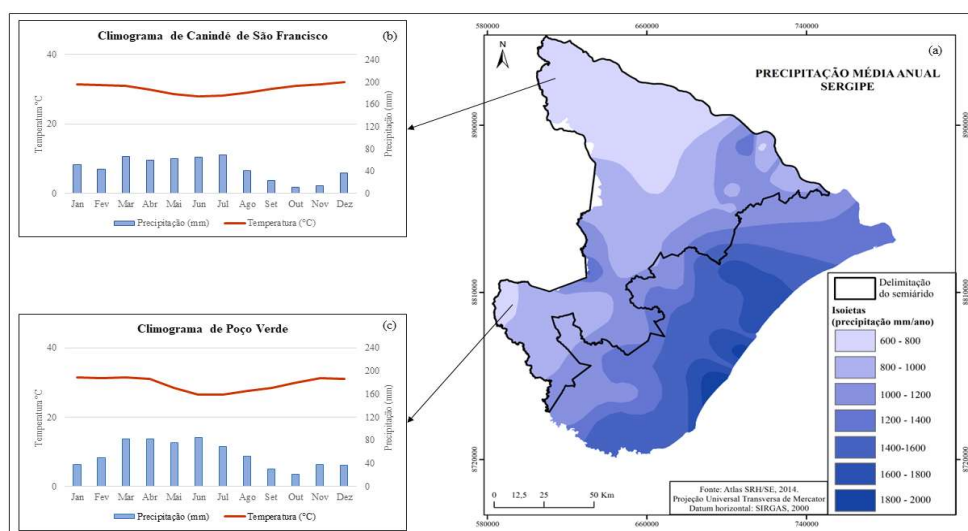 Climograma de Canindé de São Francisco
(b)
40
20
0
Temperatura °C
240
200
160
120
80
40
0
Precipitação (mm)
Jan Fev Mar Abr Mai Jun Jul Ago Set Out Nov Dez
Precipitação (mm) Temperatura (°C)
Climograma de Poço Verde
(c)
40
20
0
Temperatura °C
240
200
160
120
80
40
0
Precipitação (mm)
Jan Fev Mar Abr Mai Jun Jul Ago Set Out Nov Dez
Precipitação (mm) Temperatura (°C)
580000 660000 740000
(a)
N
PRECIPITAÇÃO MÉDIA ANUAL
SERGIPE
8900000
8900000
8810000
8810000
8720000
8720000
Delimitação
do semiárido
Isoietas
(precipitação mm/ano)
600 - 800
800 - 1000
1000 - 1200
1200 - 1400
1400-1600
1600 - 1800
1800 - 2000
0 12,5 25 50 Km
Fonte: Atlas SRH/SE, 2014.
Projeção Universal Transversa de Mercator
Datum horizontal: SIRGAS, 2000
580000 660000 740000